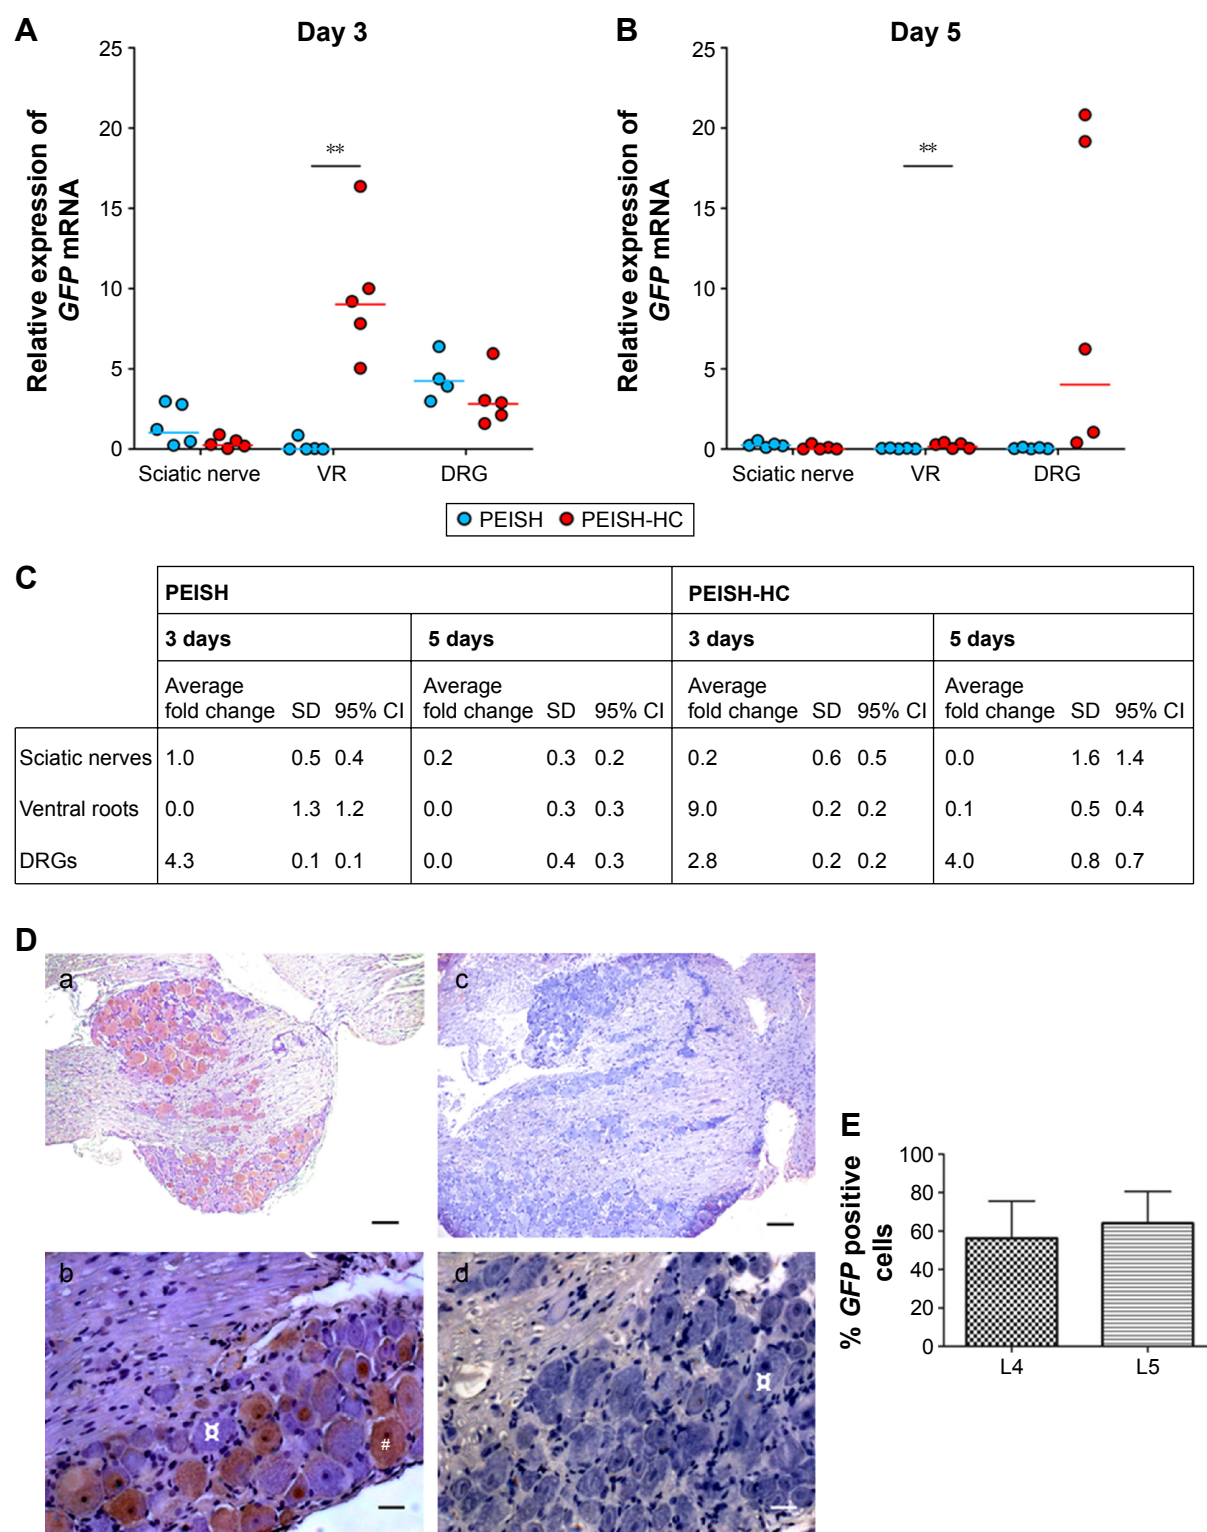 A
Day 3
Relative expression of
GFP mRNA
25
20
15
10
5
0
**
Sciatic nerve VR DRG
B
Day 5
Relative expression of
GFP mRNA
25
20
15
10
5
0
**
Sciatic nerve VR DRG
PEISH PEISH-HC
C
PEISH PEISH-HC
3 days 5 days 3 days 5 days
Average Average Average Average
fold change SD 95% CI fold change SD 95% CI fold change SD 95% CI fold change SD 95% CI
Sciatic nerves 1.0 0.5 0.4 0.2 0.3 0.2 0.2 0.6 0.5 0.0 1.6 1.4
Ventral roots 0.0 1.3 1.2 0.0 0.3 0.3 9.0 0.2 0.2 0.1 0.5 0.4
DRGs 4.3 0.1 0.1 0.0 0.4 0.3 2.8 0.2 0.2 4.0 0.8 0.7
D
a
c
b
¤
#
d
¤
E
% GFP positive
cells
100
80
60
40
20
0
L4 L5